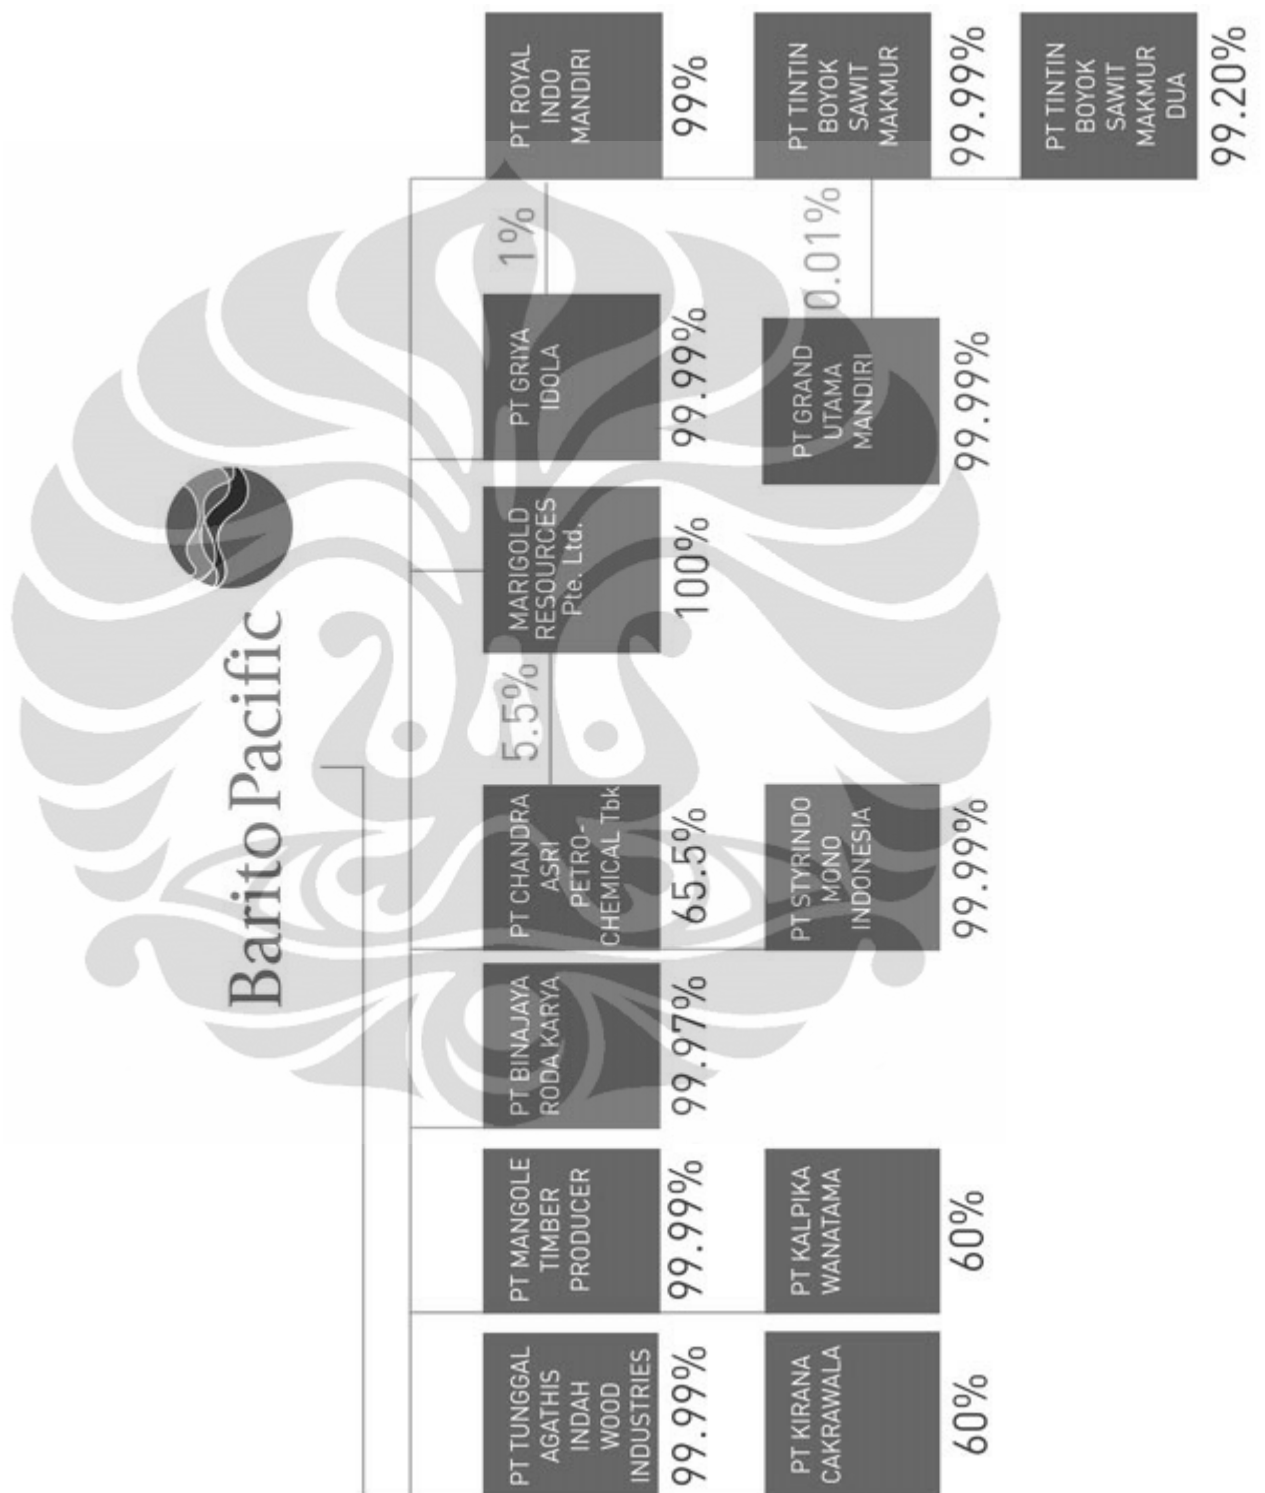 Barito Pacific
PT TUNGGAL
AGATHIS
INDAH
WOOD
INDUSTRIES
99.99%
PT MANGOLE
TIMBER
PRODUCER
99.99%
PT BINAJAYA
RODA KARYA
99.97%
PT CHANDRA
ASRI
PETRO-
CHEMICAL Tbk
65.5%
5.5%
MARIGOLD
RESOURCES
Pte. Ltd.
100%
PT GRIYA
IDOLA
99.99%
1%
PT ROYAL
INDO
MANDIRI
99%
PT KIRANA
CAKRAWALA
60%
PT KALPIKA
WANATAMA
60%
PT STYRINDO
MONO
INDONESIA
99.99%
PT GRAND
UTAMA
MANDIRI
99.99%
0.01%
PT TINTIN
BOYOK
SAWIT
MAKMUR
99.99%
PT TINTIN
BOYOK
SAWIT
MAKMUR
DUA
99.20%